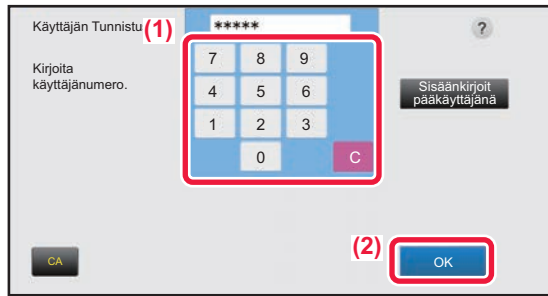 Käyttäjän Tunnistu
(1)
*****
?
Kirjoita
käyttäjänumero.
7 8 9
4 5 6
1 2 3
0 C
Sisäänkirjoit
pääkäyttäjänä
(2)
CA
OK